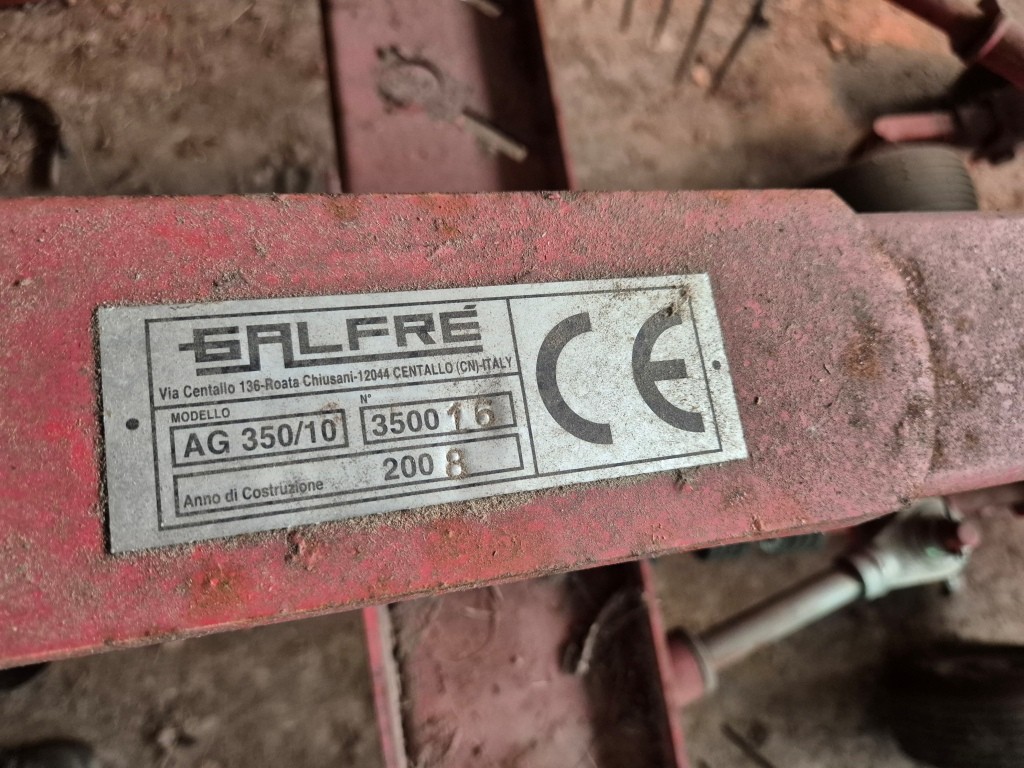 GALFRÉ
Via Centallo 136-Roata Chiusani-12044 CENTALLO (CN)-ITALY
MODELLO N°
AG 350/10 350016
Anno di Costruzione 2008
CE